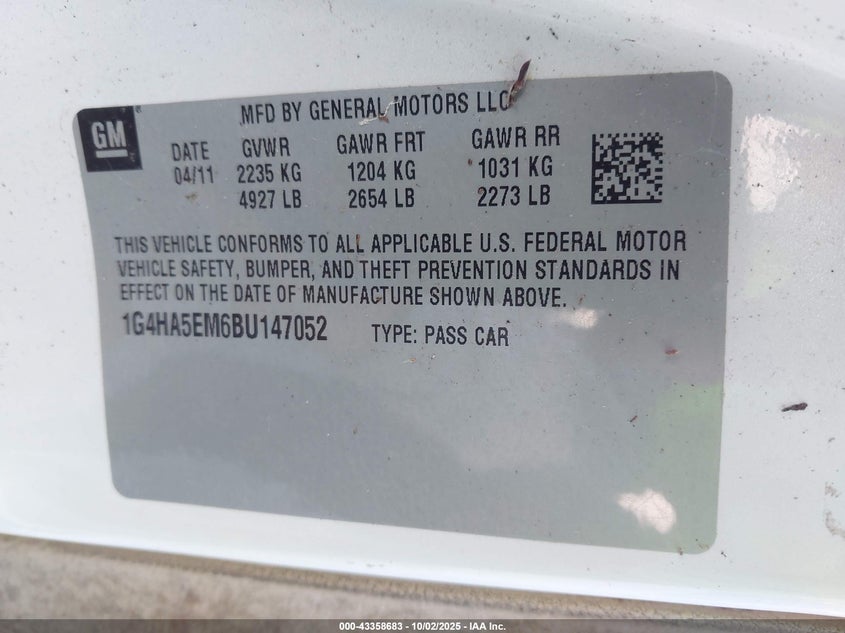 GM
MFD BY GENERAL MOTORS LLC
DATE GVWR GAWR FRT GAWR RR
04/11 2235 KG 1204 KG 1031 KG
4927 LB 2654 LB 2273 LB
THIS VEHICLE CONFORMS TO ALL APPLICABLE U.S. FEDERAL MOTOR
VEHICLE SAFETY, BUMPER, AND THEFT PREVENTION STANDARDS IN
EFFECT ON THE DATE OF MANUFACTURE SHOWN ABOVE.
1G4HA5EM6BU147052 TYPE: PASS CAR
000-43358683 - 10/02/2025 - IAA Inc.